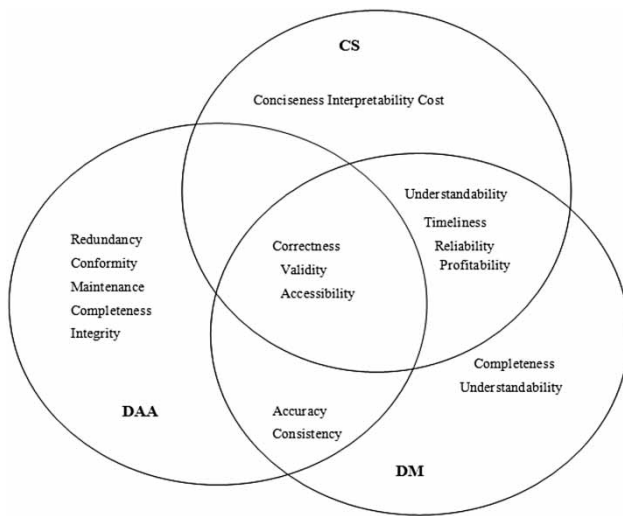 CS
Conciseness Interpretability Cost
Understandability
Timeliness
Reliability
Profitability
Redundancy
Conformity
Maintenance
Completeness
Integrity
Correctness
Validity
Accessibility
Completeness
Understandability
DAA
Accuracy
Consistency
DM